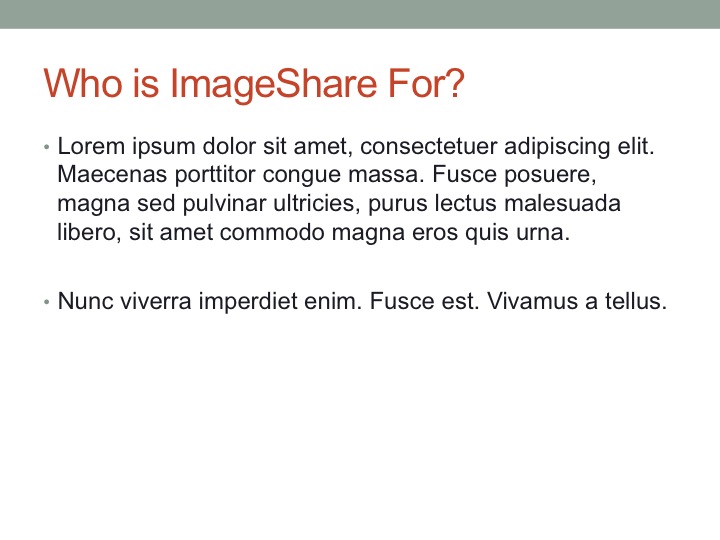 Who is ImageShare For?
• Lorem ipsum dolor sit amet, consectetuer adipiscing elit.
Maecenas porttitor congue massa. Fusce posuere,
magna sed pulvinar ultricies, purus lectus malesuada
libero, sit amet commodo magna eros quis urna.
• Nunc viverra imperdiet enim. Fusce est. Vivamus a tellus.